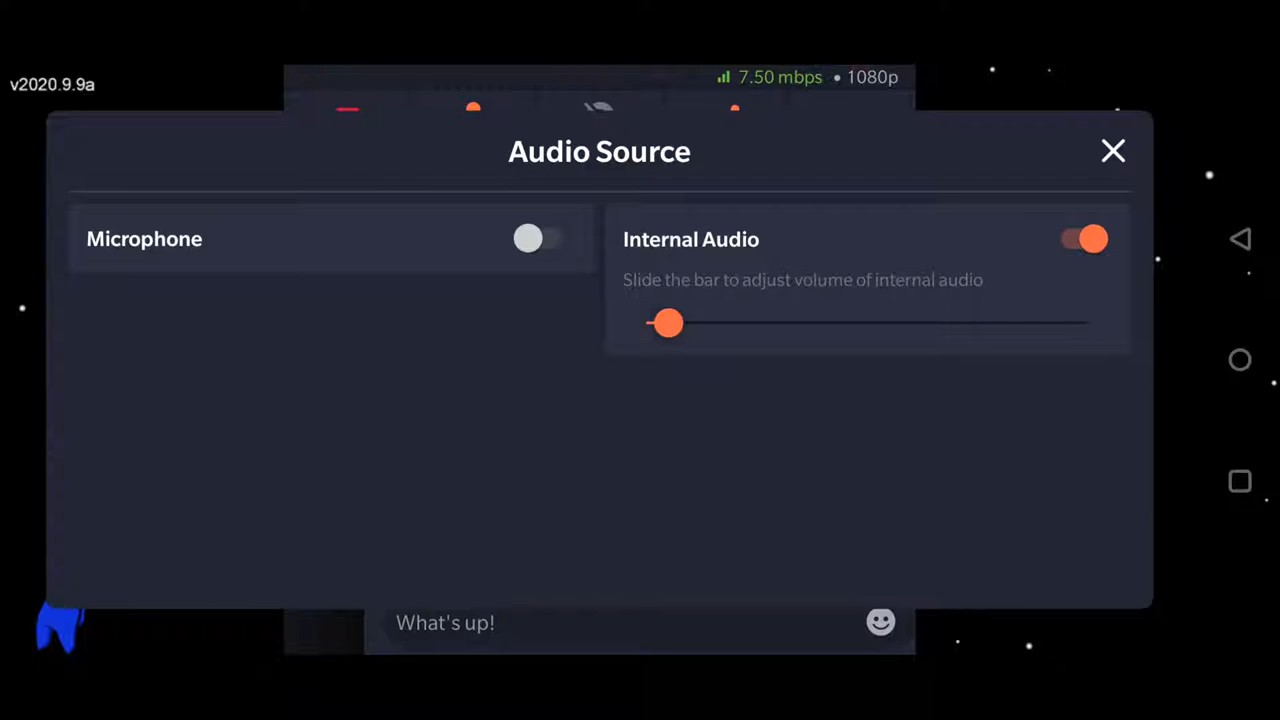 v2020.9.9a
7.50 mbps • 1080p
Audio Source
Microphone
Internal Audio
Slide the bar to adjust volume of internal audio
What's up!